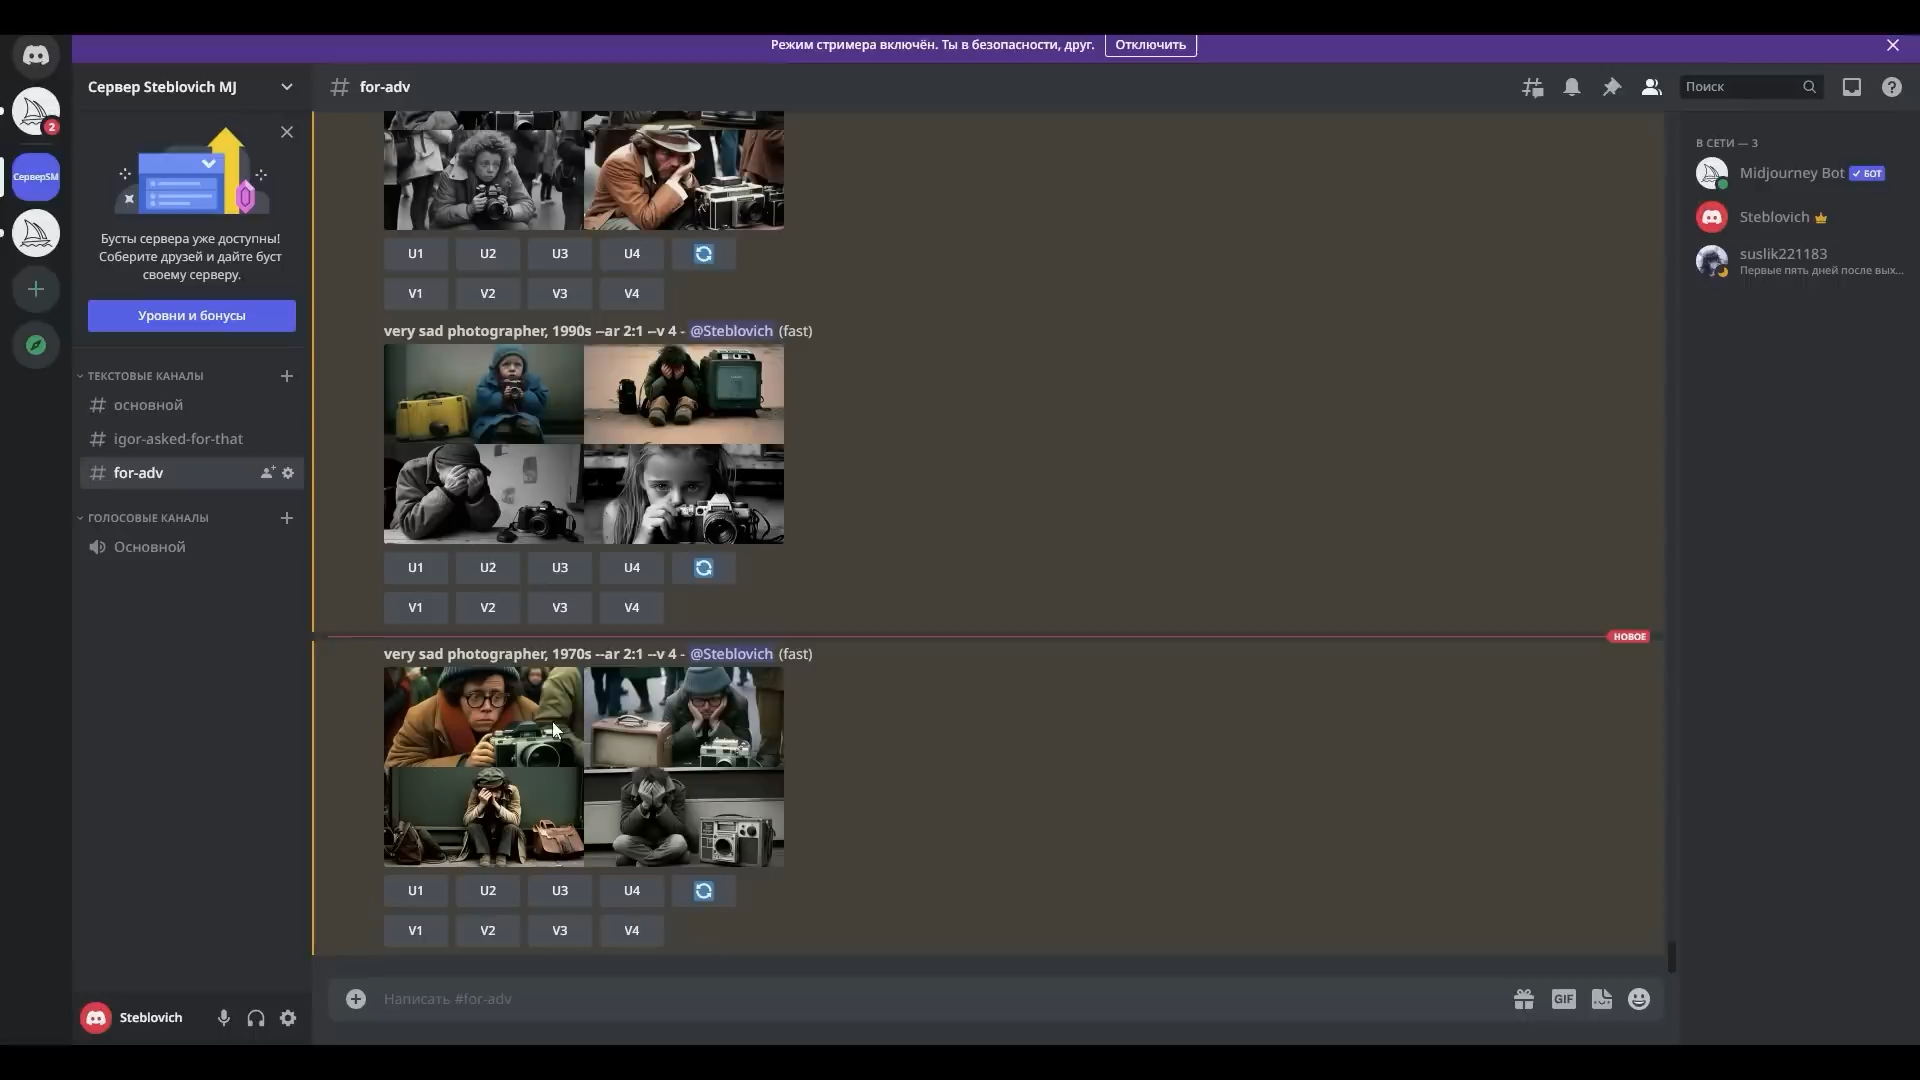 Режим стримера включён. Ты в безопасности, друг. Отключить
Сервер Steblovich MJ
for-adv
Поиск
2
СерверSM
Бусты сервера уже доступны!
Соберите друзей и дайте буст
своему серверу.
Уровни и бонусы
ТЕКСТОВЫЕ КАНАЛЫ
основной
igor-asked-for-that
for-adv
ГОЛОСОВЫЕ КАНАЛЫ
Основной
Steblovich
U1 U2 U3 U4
V1 V2 V3 V4
very sad photographer, 1990s --ar 2:1 --v 4 - @Steblovich (fast)
U1 U2 U3 U4
V1 V2 V3 V4
НОВОЕ
very sad photographer, 1970s --ar 2:1 --v 4 - @Steblovich (fast)
U1 U2 U3 U4
V1 V2 V3 V4
Написать #for-adv
GIF
В СЕТИ — 3
Midjourney Bot БОТ
Steblovich
suslik221183
Первые пять дней после вых...